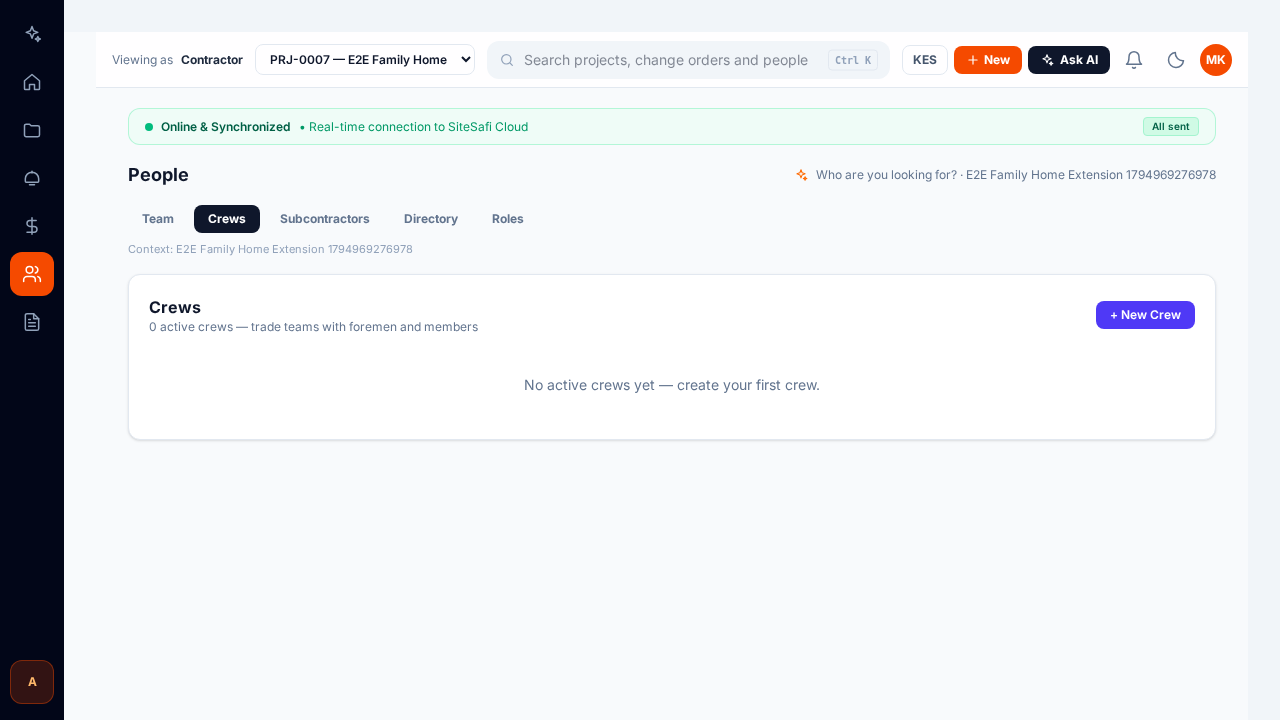 Viewing as Contractor PRJ-0007 — E2E Family Home Search projects, change orders and people Ctrl K KES + New Ask AI MK
Online & Synchronized • Real-time connection to SiteSafi Cloud All sent
People Who are you looking for? · E2E Family Home Extension 1794969276978
Team Crews Subcontractors Directory Roles
Context: E2E Family Home Extension 1794969276978
Crews
0 active crews — trade teams with foremen and members
+ New Crew
No active crews yet — create your first crew.
A